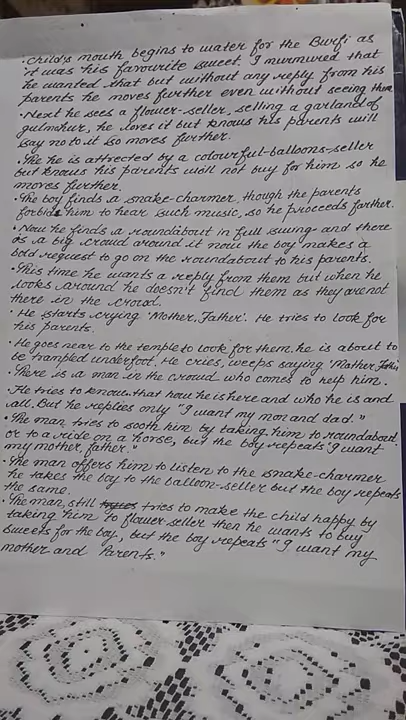 • Child's mouth begins to water for the Burfi as
it was his favourite sweet. I murmured that
he wanted that but without any reply from his
parents he moves further even without seeing there
• Next he sees a flower-seller, selling a garland of
gulmohur, he loves it but knows his parents will
say no to it so moves further.
• The he is attrected by a colourful-balloons-seller
but knows his parents will not buy for him so he
moves further.
• The boy finds a snake-charmer, though the parents
forbids him to hear such music, so he proceeds farther.
• Now he finds a roundabout in full swing and there
is a big crowd around it now the boy makes a
bold request to go on the roundabout to his parents.
• This time he wants a reply from them but when he
looks around he doesn't find them as they are not
there in the crowd.
• He starts crying 'Mother, Father'. He tries to look for
his parents.
• He goes near to the temple to look for them. he is about to
be trampled underfoot. He cries, weeps saying 'Mother, Father'
• There is a man in the crowd who comes to help him.
• He tries to know that how he is here and who he is and
all. But he replies only "I want my mom and dad."
• The man tries to sooth him by taking him to roundabout
or to a ride on a horse, but the boy repeats "I want
my mother, father."
• The man offers him to listen to the snake-charmer
he takes the boy to the balloon-seller but the boy repeats
the same.
• The man, still tries to make the child happy by
taking him to flower seller then he wants to buy
sweets for the boy, but the boy repeats "I want my
mother and Parents."